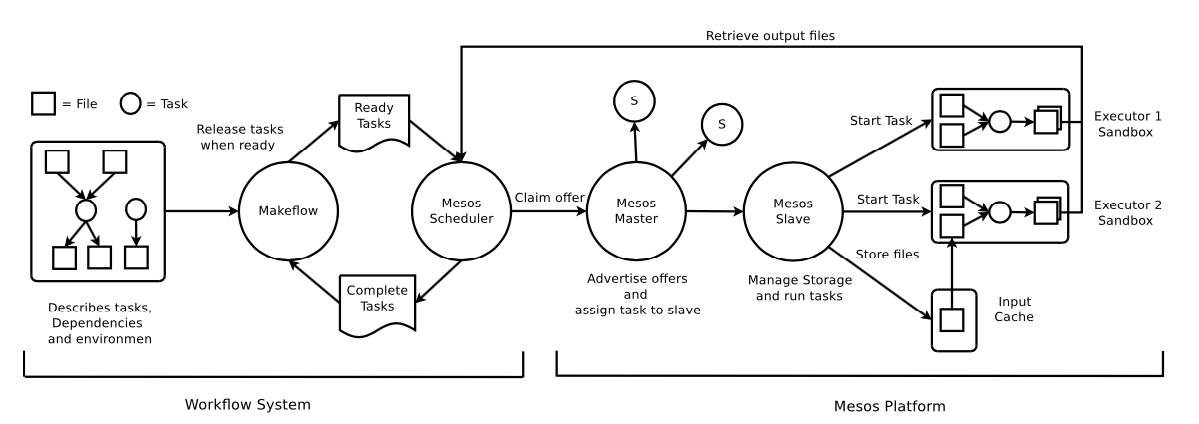 Retrieve output files
= File
= Task
Release tasks
when ready
Ready
Tasks
S
S
Start Task
Executor 1
Sandbox
Makeflow
Mesos
Scheduler
Claim offer
Mesos
Master
Mesos
Slave
Start Task
Executor 2
Sandbox
Store files
Complete
Tasks
Advertise offers
and
assign task to slave
Manage Storage
and run tasks
Input
Cache
Describes tasks,
Dependencies
and environmen
Workflow System
Mesos Platform